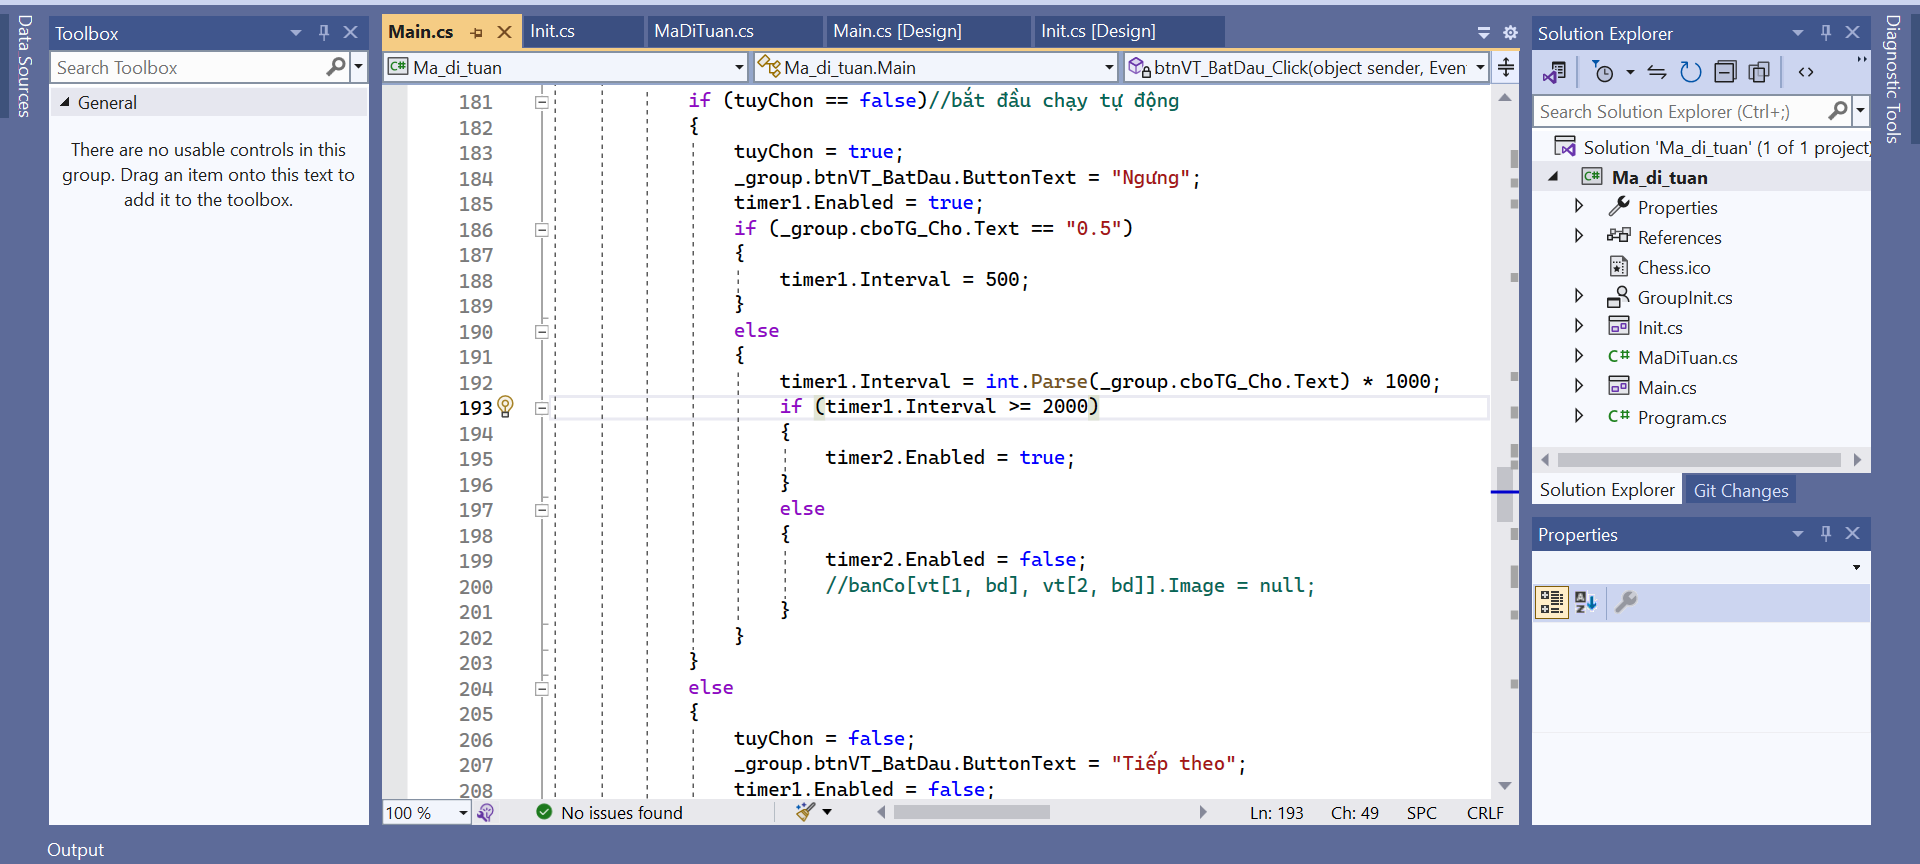 Data Sources
Toolbox
Search Toolbox
General
There are no usable controls in this
group. Drag an item onto this text to
add it to the toolbox.
Main.cs
Init.cs
MaDiTuan.cs
Main.cs [Design]
Init.cs [Design]
C# Ma_di_tuan
Ma_di_tuan.Main
btnVT_BatDau_Click(object sender, Even
181 if (tuyChon == false)//bắt đầu chạy tự động
182 {
183 tuyChon = true;
184 _group.btnVT_BatDau.ButtonText = "Ngưng";
185 timer1.Enabled = true;
186 if (_group.cboTG_Cho.Text == "0.5")
187 {
188 timer1.Interval = 500;
189 }
190 else
191 {
192 timer1.Interval = int.Parse(_group.cboTG_Cho.Text) * 1000;
193 if (timer1.Interval >= 2000)
194 {
195 timer2.Enabled = true;
196 }
197 else
198 {
199 timer2.Enabled = false;
200 //banCo[vt[1, bd], vt[2, bd]].Image = null;
201 }
202 }
203 }
204 else
205 {
206 tuyChon = false;
207 _group.btnVT_BatDau.ButtonText = "Tiếp theo";
208 timer1.Enabled = false;
100 %
No issues found
Ln: 193
Ch: 49
SPC
CRLF
Output
Solution Explorer
Search Solution Explorer (Ctrl+;)
Solution 'Ma_di_tuan' (1 of 1 project)
C# Ma_di_tuan
Properties
References
Chess.ico
GroupInit.cs
Init.cs
C# MaDiTuan.cs
Main.cs
C# Program.cs
Solution Explorer
Git Changes
Properties
Diagnostic Tools